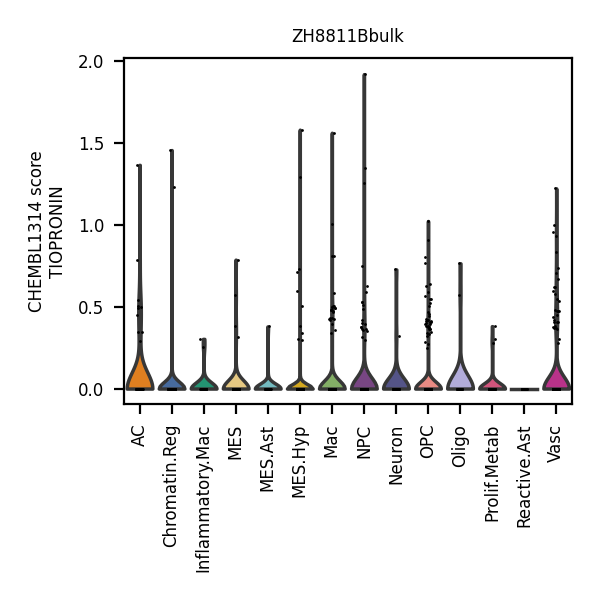 ZH8811Bbulk
CHEMBL1314 score
TIOPRONIN
2.0
1.5
1.0
0.5
0.0
AC
Chromatin.Reg
Inflammatory.Mac
MES
MES.Ast
MES.Hyp
Mac
NPC
Neuron
OPC
Oligo
Prolif.Metab
Reactive.Ast
Vasc